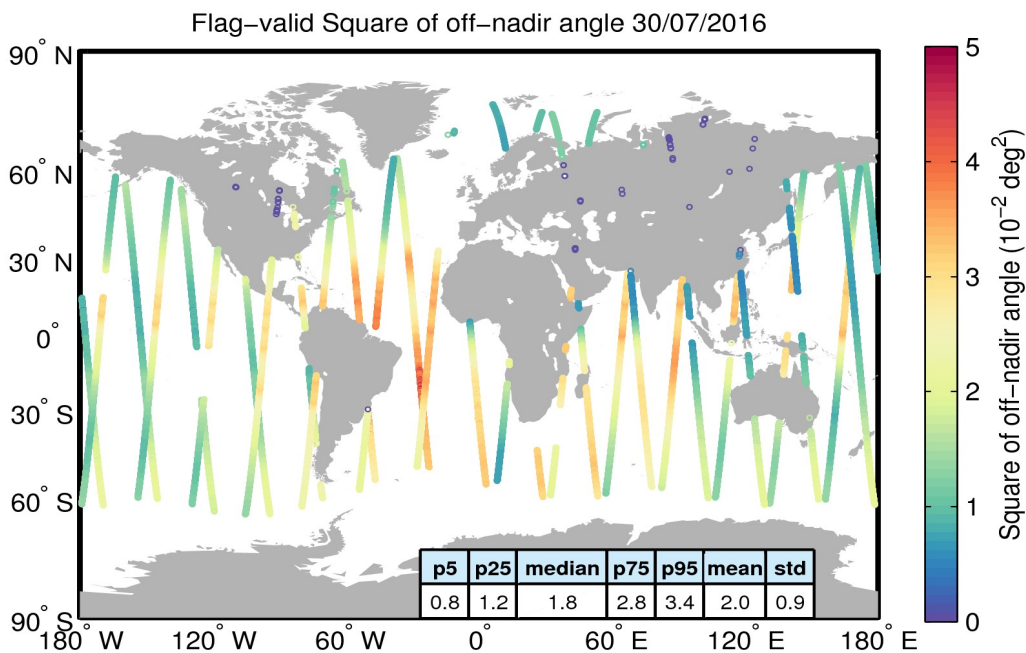 Flag−valid Square of off−nadir angle 30/07/2016
90° N
60° N
30° N
0°
30° S
60° S
90° S
180° W
120° W
60° W
0°
60° E
120° E
180° E
p5 p25 median p75 p95 mean std
0.8 1.2 1.8 2.8 3.4 2.0 0.9
5
4
3
2
1
0
Square of off−nadir angle (10⁻² deg²)